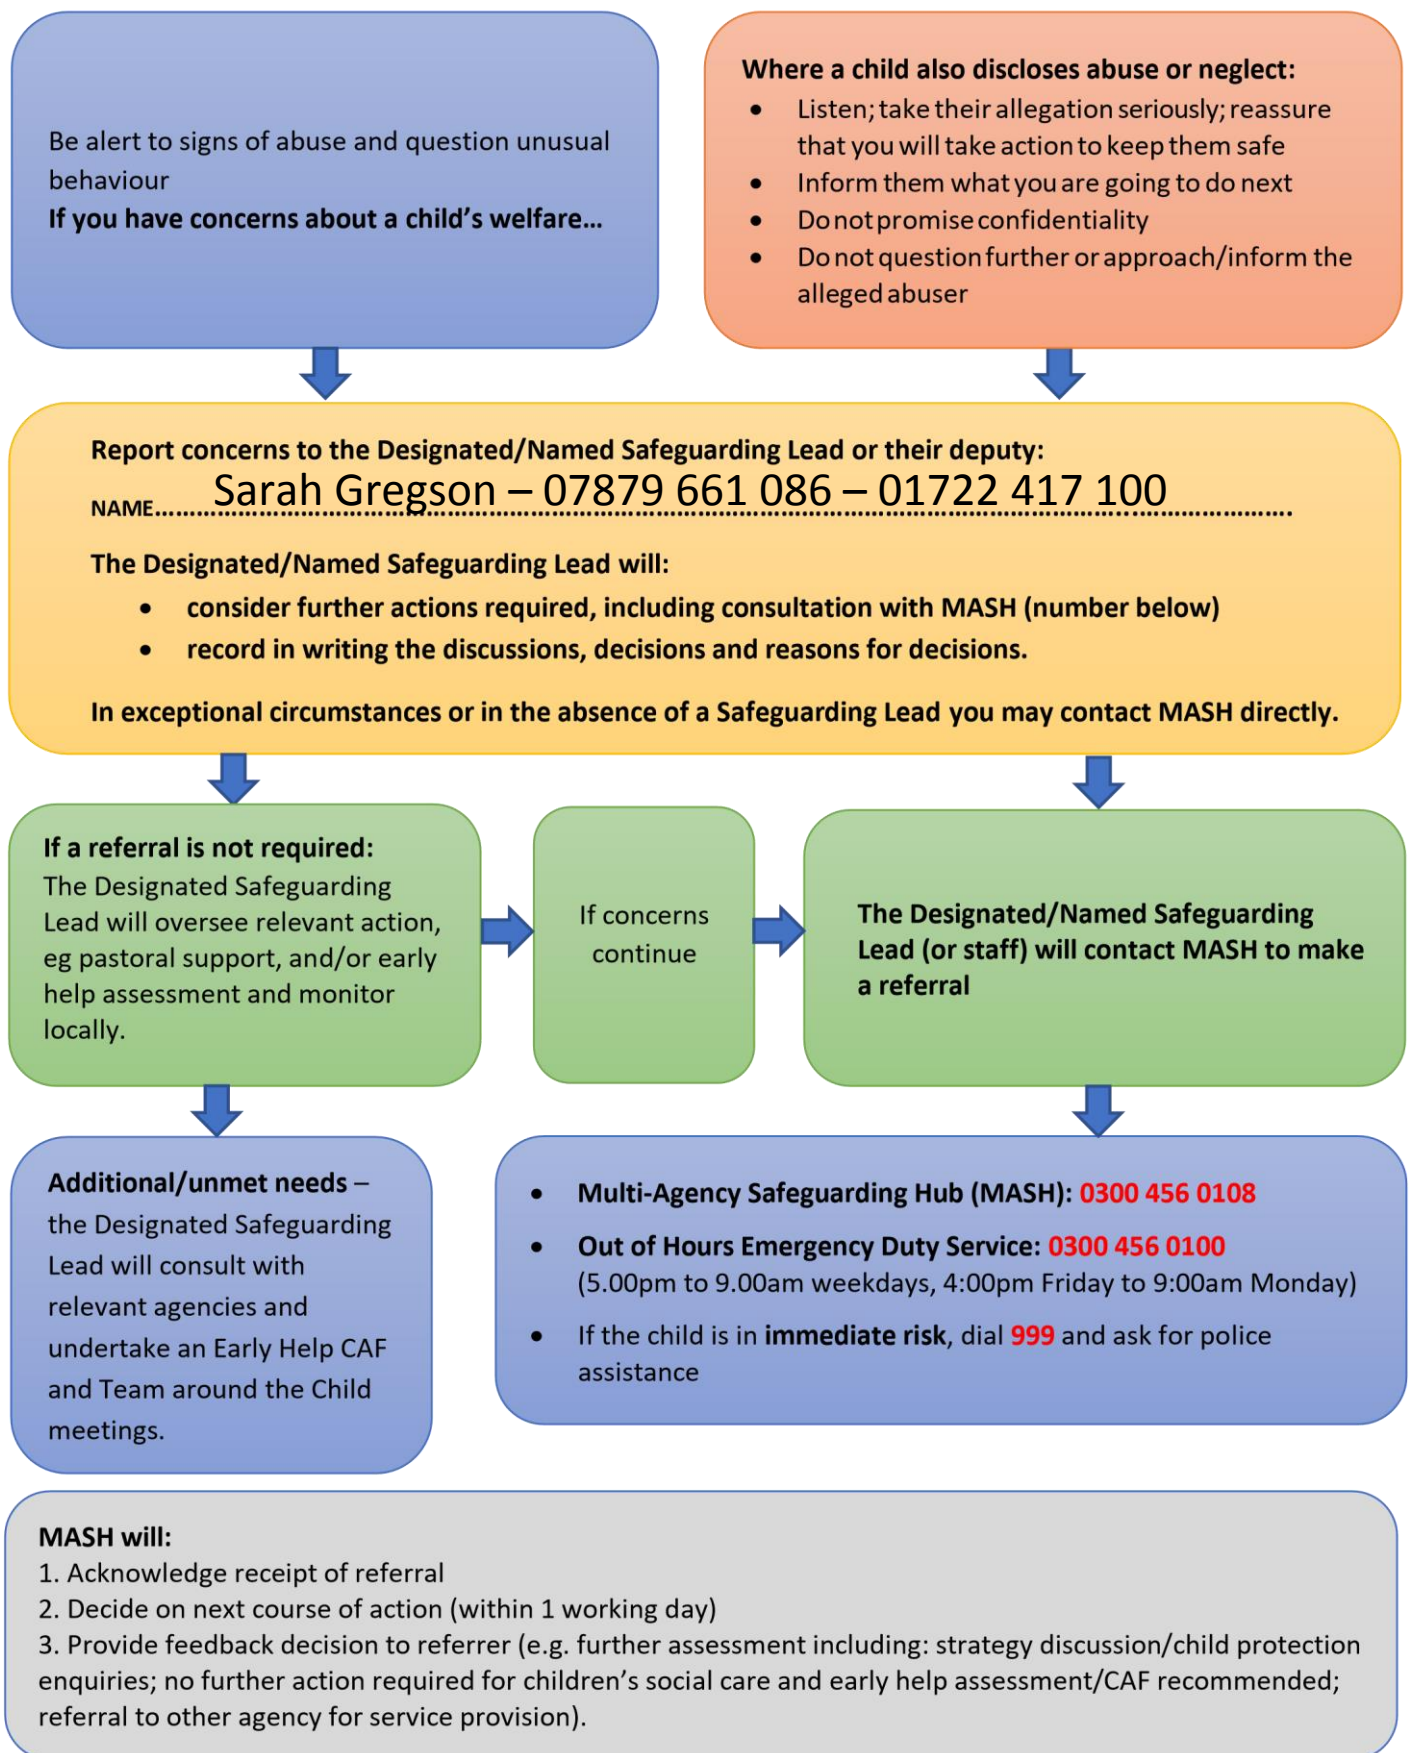 Be alert to signs of abuse and question unusual
behaviour
If you have concerns about a child’s welfare…
Where a child also discloses abuse or neglect:
• Listen; take their allegation seriously; reassure
that you will take action to keep them safe
• Inform them what you are going to do next
• Do not promise confidentiality
• Do not question further or approach/inform the
alleged abuser
Report concerns to the Designated/Named Safeguarding Lead or their deputy:
NAME…Sarah Gregson – 07879 661 086 – 01722 417 100…
The Designated/Named Safeguarding Lead will:
• consider further actions required, including consultation with MASH (number below)
• record in writing the discussions, decisions and reasons for decisions.
In exceptional circumstances or in the absence of a Safeguarding Lead you may contact MASH directly.
If a referral is not required:
The Designated Safeguarding
Lead will oversee relevant action,
eg pastoral support, and/or early
help assessment and monitor
locally.
If concerns
continue
The Designated/Named Safeguarding
Lead (or staff) will contact MASH to make
a referral
Additional/unmet needs –
the Designated Safeguarding
Lead will consult with
relevant agencies and
undertake an Early Help CAF
and Team around the Child
meetings.
• Multi-Agency Safeguarding Hub (MASH): 0300 456 0108
• Out of Hours Emergency Duty Service: 0300 456 0100
(5.00pm to 9.00am weekdays, 4:00pm Friday to 9:00am Monday)
• If the child is in immediate risk, dial 999 and ask for police
assistance
MASH will:
1. Acknowledge receipt of referral
2. Decide on next course of action (within 1 working day)
3. Provide feedback decision to referrer (e.g. further assessment including: strategy discussion/child protection
enquiries; no further action required for children’s social care and early help assessment/CAF recommended;
referral to other agency for service provision).